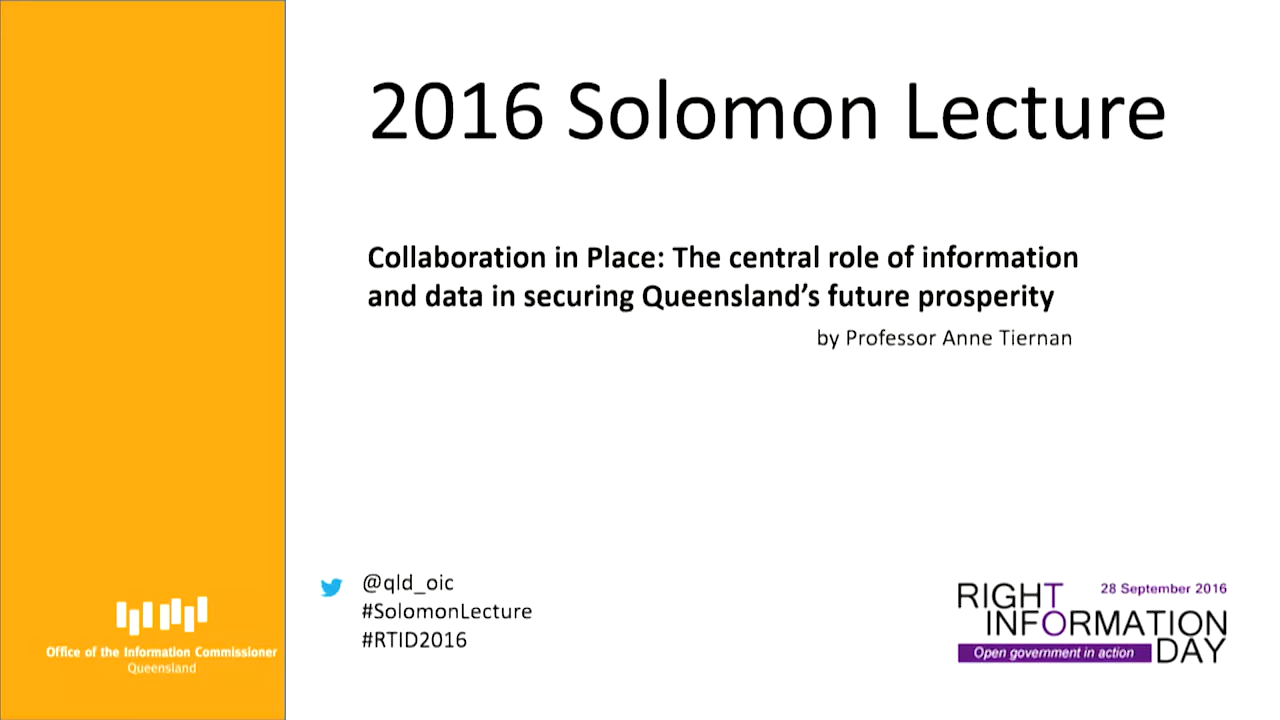 2016 Solomon Lecture
Collaboration in Place: The central role of information
and data in securing Queensland’s future prosperity
by Professor Anne Tiernan
@qld_oic
#SolomonLecture
#RTID2016
Office of the Information Commissioner
Queensland
28 September 2016
RIGHT
INFORMATION
Open government in action
DAY